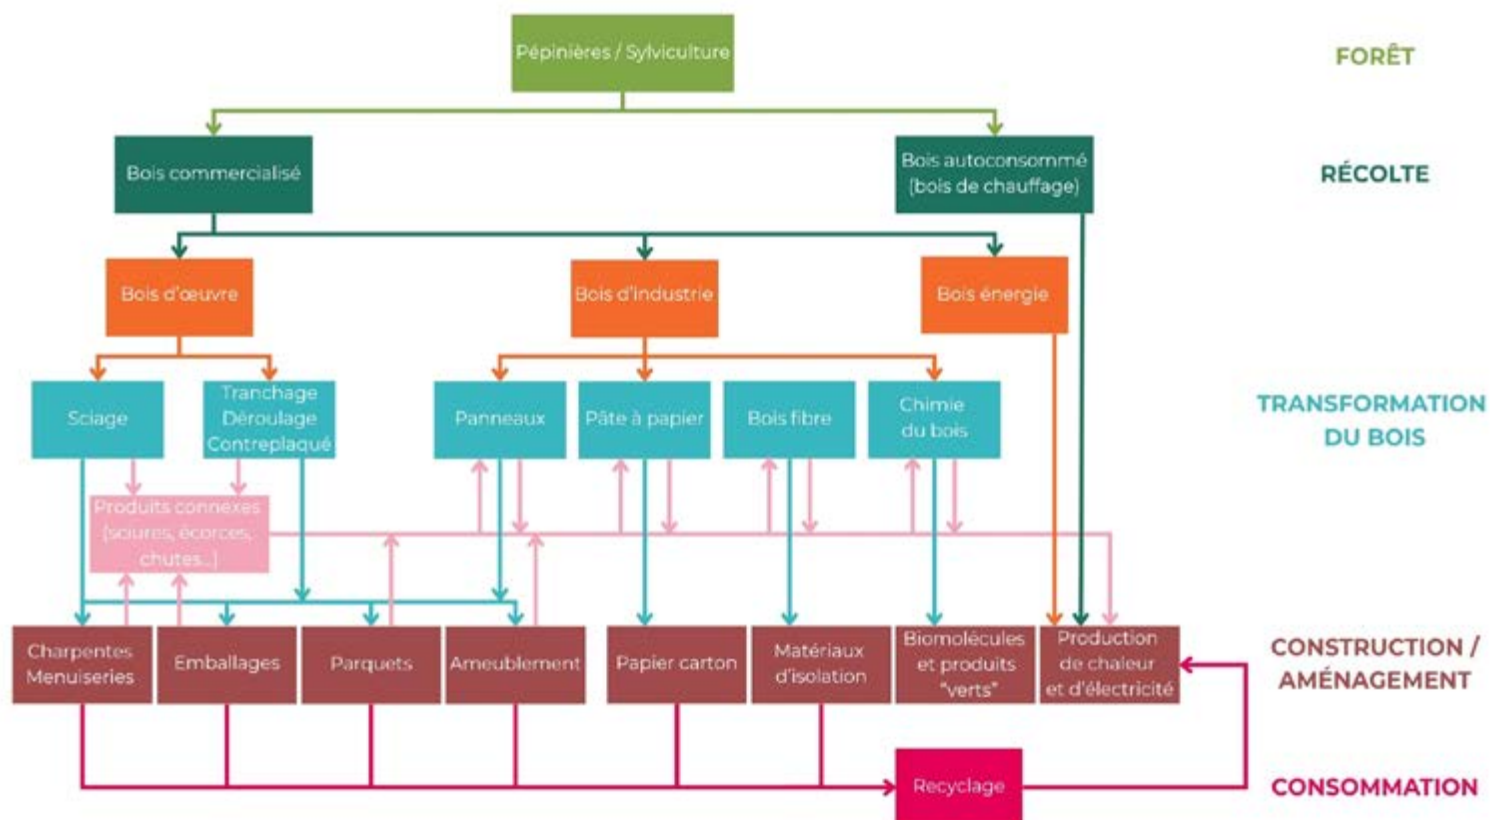 Pépinières / Sylviculture
FORÊT
Bois commercialisé
Bois autoconsommé
(bois de chauffage)
RÉCOLTE
Bois d'œuvre
Bois d'industrie
Bois énergie
Sciage
Tranchage
Déroulage
Contreplaqué
Panneaux
Pâte à papier
Bois fibre
Chimie
du bois
TRANSFORMATION
DU BOIS
Produits connexes
(sciures, écorces,
chutes...)
Charpentes
Menuiseries
Emballages
Parquets
Ameublement
Papier carton
Matériaux
d'isolation
Biomolécules
et produits
"verts"
Production
de chaleur
et d'électricité
CONSTRUCTION /
AMÉNAGEMENT
Recyclage
CONSOMMATION